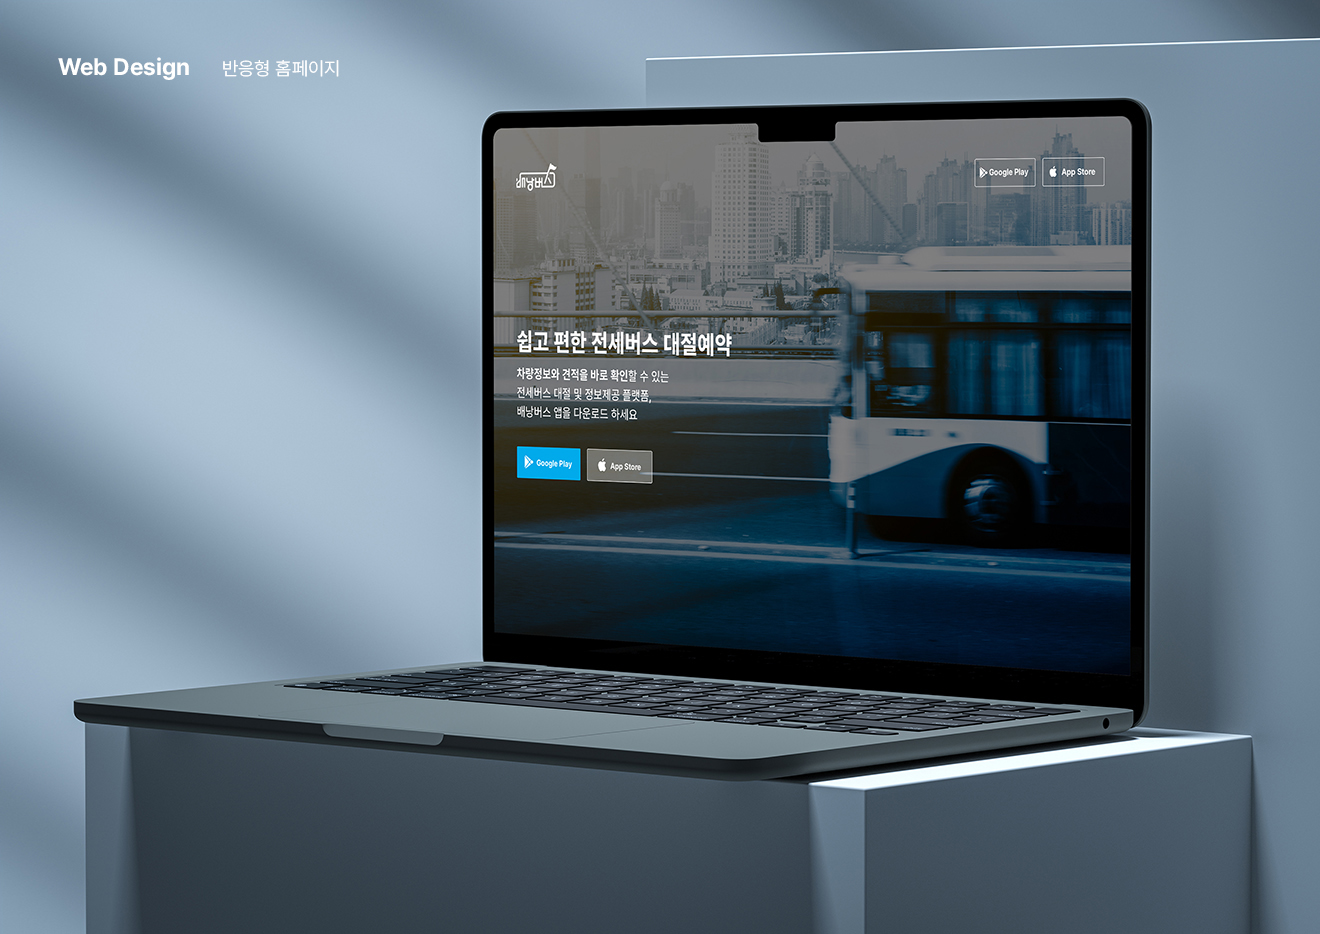 Web Design 반응형 홈페이지
배낭버스
Google Play
App Store
쉽고 편한 전세버스 대절예약
차량정보와 견적을 바로 확인할 수 있는
전세버스 대절 및 정보제공 플랫폼,
배낭버스 앱을 다운로드 하세요
Google Play
App Store